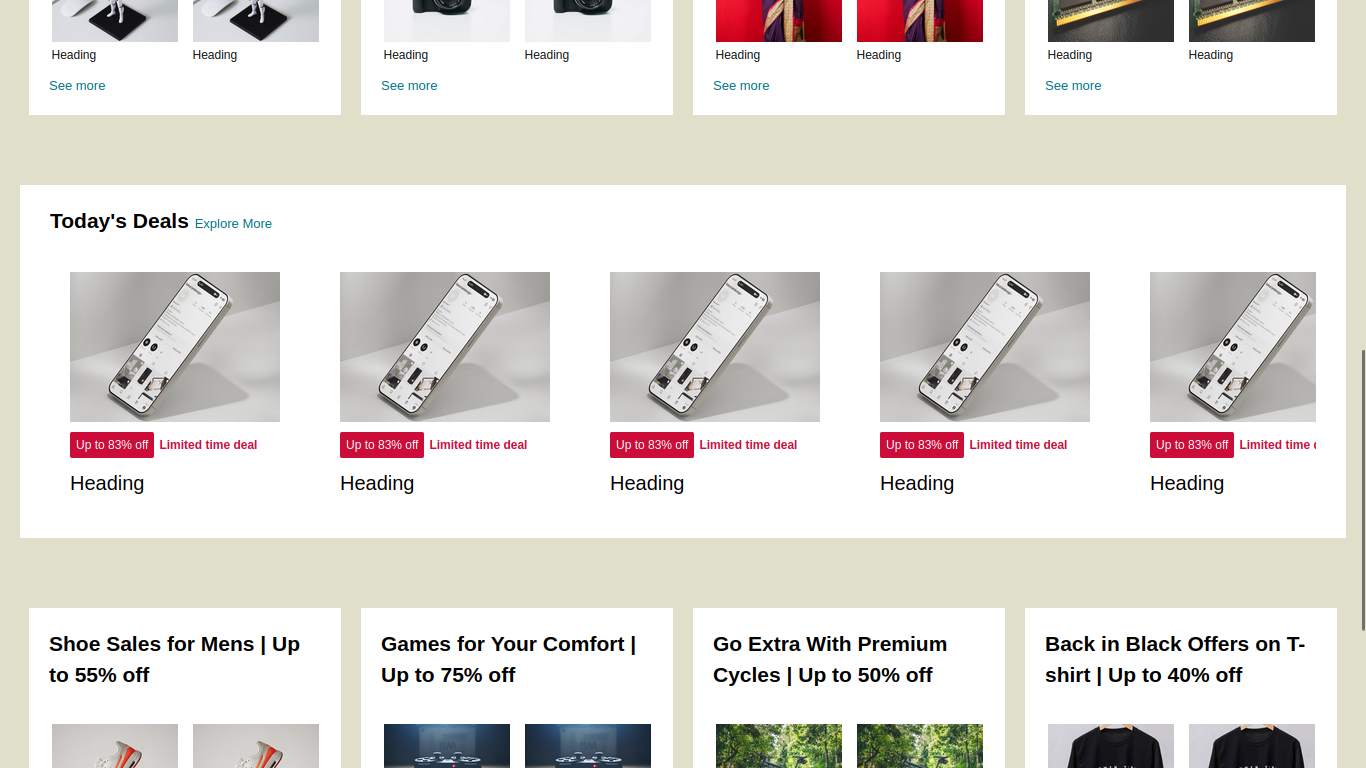 Heading Heading Heading Heading Heading Heading Heading Heading
See more See more See more See more
Today's Deals Explore More
Up to 83% off Limited time deal Up to 83% off Limited time deal Up to 83% off Limited time deal Up to 83% off Limited time deal Up to 83% off Limited time
Heading Heading Heading Heading Heading
Shoe Sales for Mens | Up
to 55% off
Games for Your Comfort |
Up to 75% off
Go Extra With Premium
Cycles | Up to 50% off
Back in Black Offers on T-
shirt | Up to 40% off